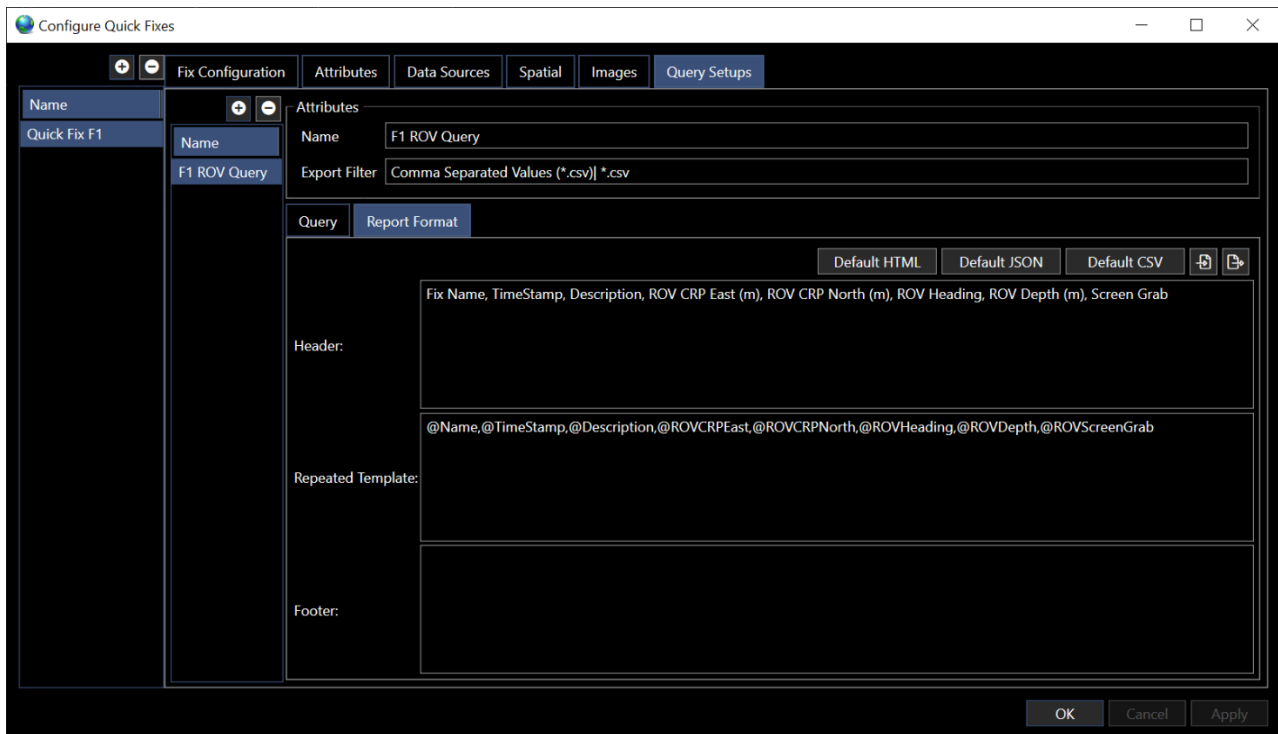 Configure Quick Fixes
Fix Configuration Attributes Data Sources Spatial Images Query Setups
Name
Quick Fix F1
Name
F1 ROV Query
Attributes
Name F1 ROV Query
Export Filter Comma Separated Values (*.csv)| *.csv
Query Report Format
Default HTML Default JSON Default CSV
Header:
Fix Name, TimeStamp, Description, ROV CRP East (m), ROV CRP North (m), ROV Heading, ROV Depth (m), Screen Grab
Repeated Template:
@Name,@TimeStamp,@Description,@ROVCRPEast,@ROVCRPNorth,@ROVHeading,@ROVDepth,@ROVScreenGrab
Footer:
OK Cancel Apply